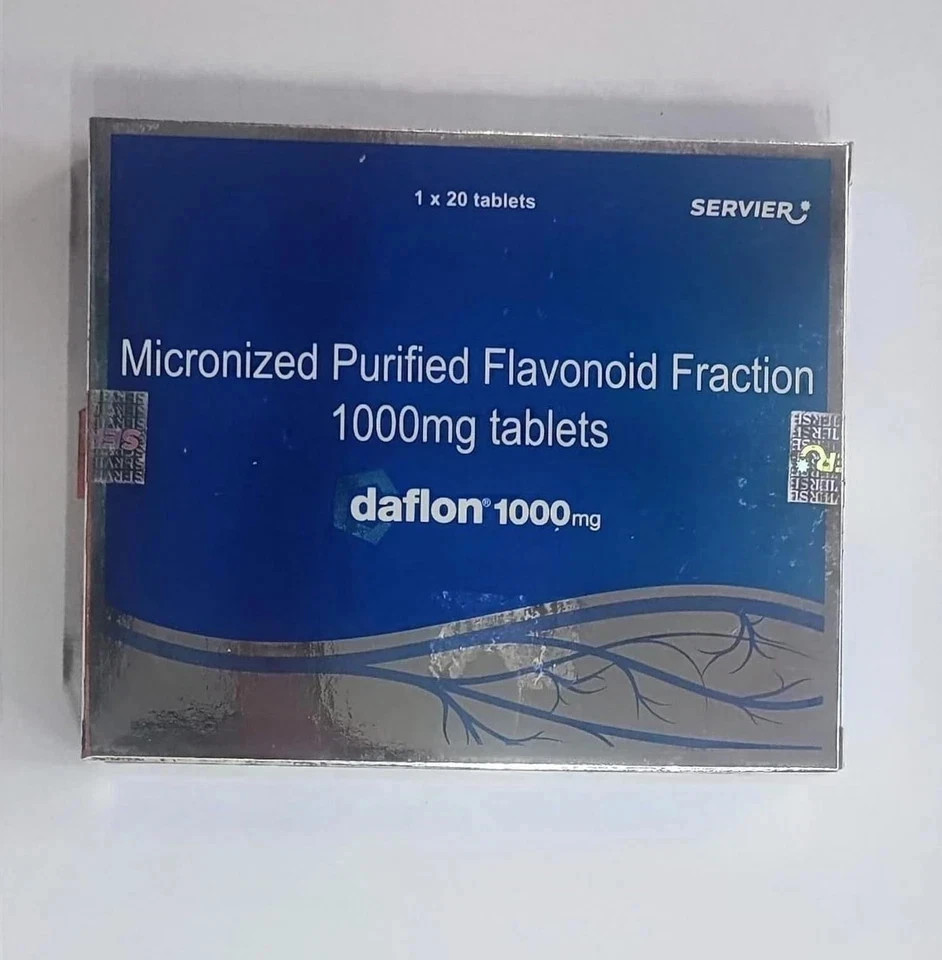 1 x 20 tablets
SERVIER
Micronized Purified Flavonoid Fraction
1000mg tablets
daflon® 1000mg